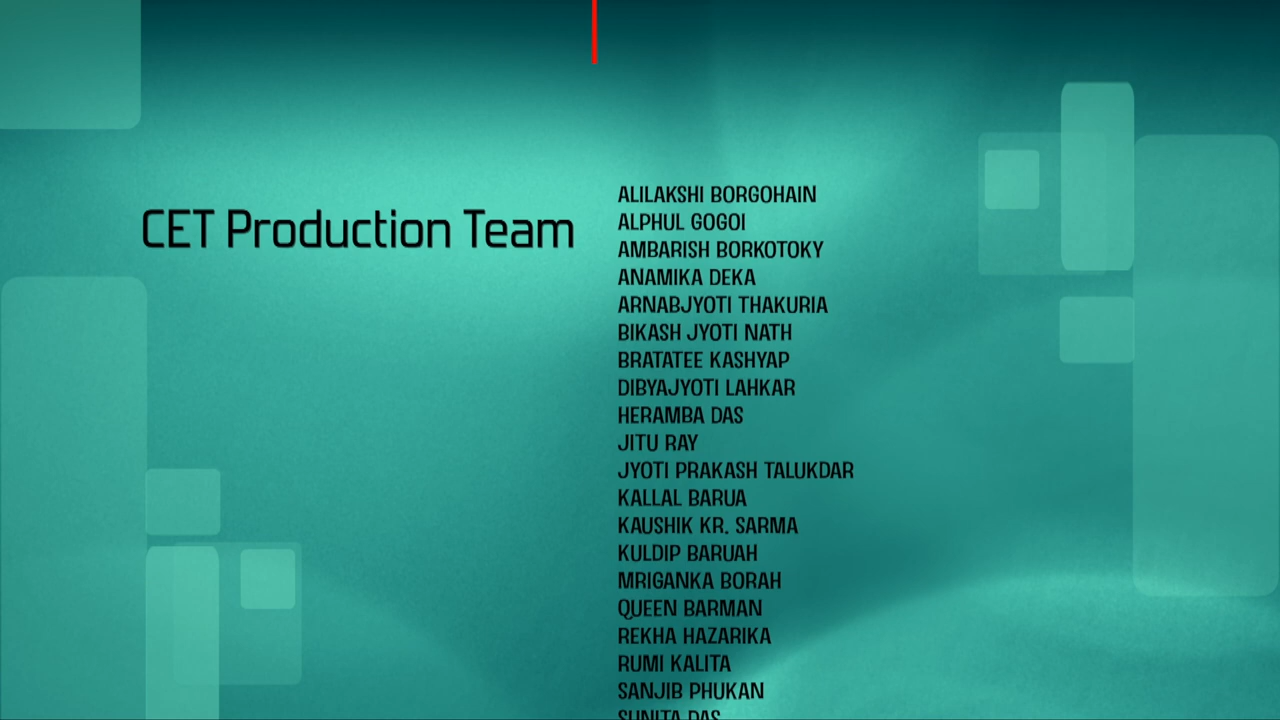 CET Production Team
ALILAKSHI BORGOHAIN
ALPHUL GOGOI
AMBARISH BORKOTOKY
ANAMIKA DEKA
ARNABJYOTI THAKURIA
BIKASH JYOTI NATH
BRATATEE KASHYAP
DIBYAJYOTI LAHKAR
HERAMBA DAS
JITU RAY
JYOTI PRAKASH TALUKDAR
KALLAL BARUA
KAUSHIK KR. SARMA
KULDIP BARUAH
MRIGANKA BORAH
QUEEN BARMAN
REKHA HAZARIKA
RUMI KALITA
SANJIB PHUKAN
SUNITA DAS